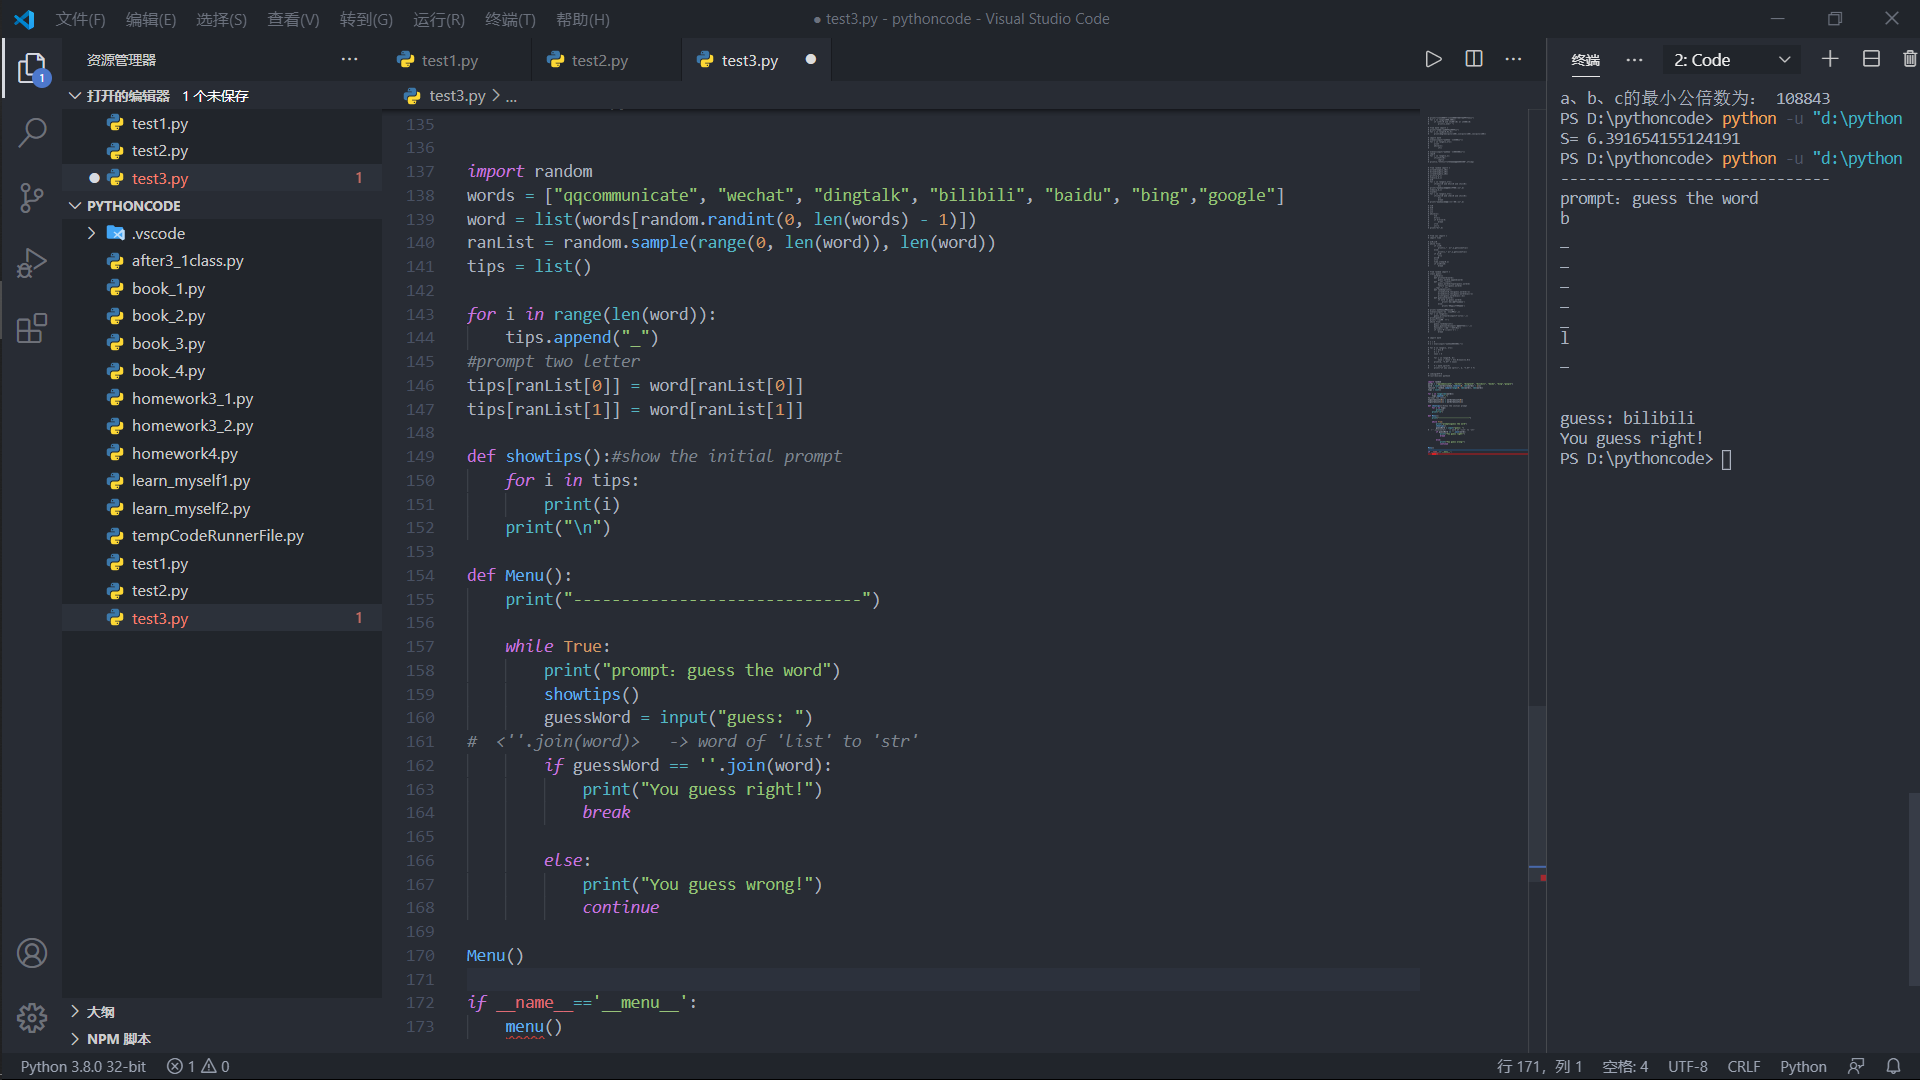 文件(F) 编辑(E) 选择(S) 查看(V) 转到(G) 运行(R) 终端(T) 帮助(H)
● test3.py - pythoncode - Visual Studio Code
资源管理器 ···
打开的编辑器 1 个未保存
test1.py
test2.py
test3.py 1
PYTHONCODE
.vscode
after3_1class.py
book_1.py
book_2.py
book_3.py
book_4.py
homework3_1.py
homework3_2.py
homework4.py
learn_myself1.py
learn_myself2.py
tempCodeRunnerFile.py
test1.py
test2.py
test3.py 1
大纲
NPM 脚本
test1.py test2.py test3.py
test3.py > ...
135
136
137 import random
138 words = ["qqcommunicate", "wechat", "dingtalk", "bilibili", "baidu", "bing","google"]
139 word = list(words[random.randint(0, len(words) - 1)])
140 ranList = random.sample(range(0, len(word)), len(word))
141 tips = list()
142
143 for i in range(len(word)):
144     tips.append("_")
145 #prompt two letter
146 tips[ranList[0]] = word[ranList[0]]
147 tips[ranList[1]] = word[ranList[1]]
148
149 def showtips():#show the initial prompt
150     for i in tips:
151         print(i)
152     print("\n")
153
154 def Menu():
155     print("------------------------------")
156
157     while True:
158         print("prompt：guess the word")
159         showtips()
160         guessWord = input("guess: ")
161 #  <''.join(word)>   -> word of 'list' to 'str'
162         if guessWord == ''.join(word):
163             print("You guess right!")
164             break
165
166         else:
167             print("You guess wrong!")
168             continue
169
170 Menu()
171
172 if __name__=='__menu__':
173     menu()
终端 ··· 2: Code
a、b、c的最小公倍数为： 108843
PS D:\pythoncode> python -u "d:\python
S= 6.391654155124191
PS D:\pythoncode> python -u "d:\python
------------------------------
prompt：guess the word
b
_
_
_
_
_
l
_
guess: bilibili
You guess right!
PS D:\pythoncode>
1
Python 3.8.0 32-bit 1 0
行 171，列 1 空格: 4 UTF-8 CRLF Python